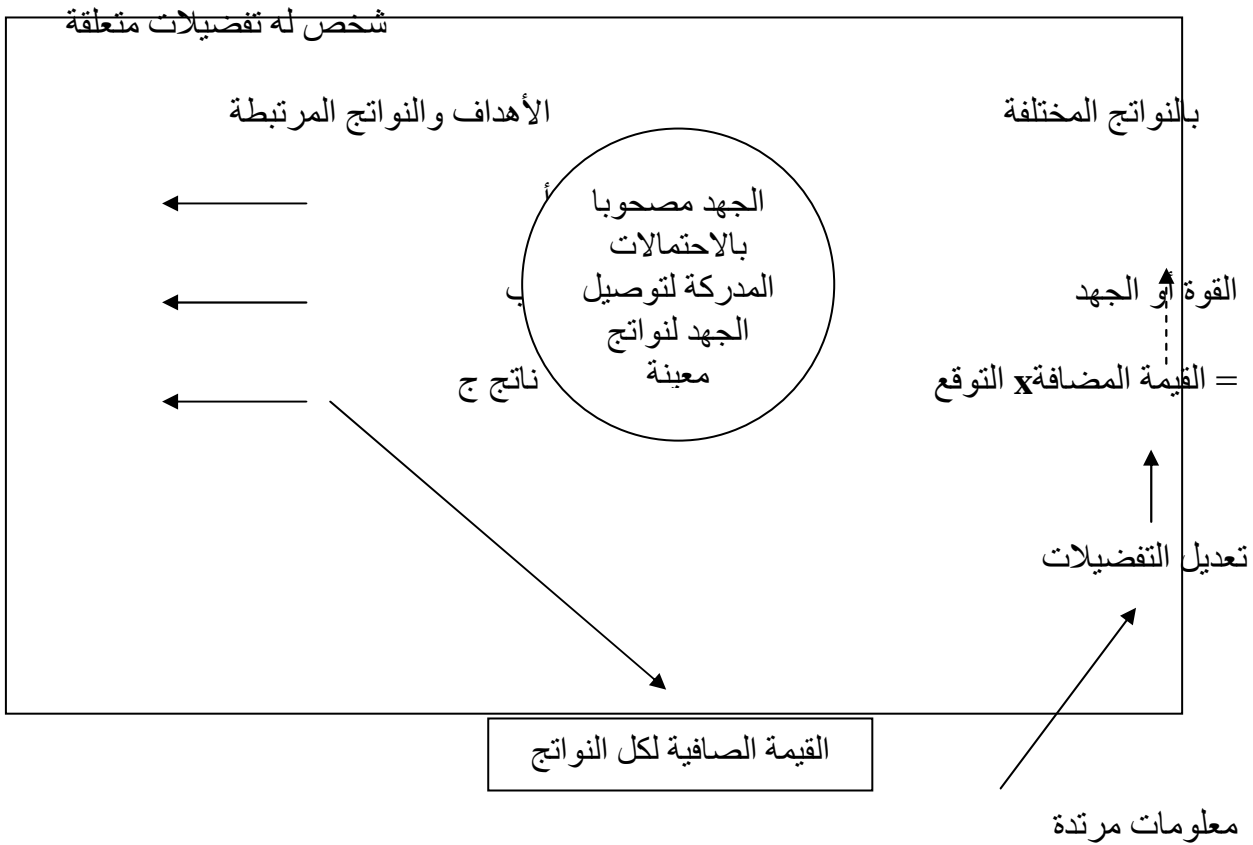 شخص له تفضيلات متعلقة
بالنواتج المختلفة
الأهداف والنواتج المرتبطة
أ
الجهد مصحوبا
بالاحتمالات
المدركة لتوصيل
الجهد لنواتج
معينة
القوة أو الجهد
ب
= القيمة المضافةx التوقع
ناتج ج
تعديل التفضيلات
القيمة الصافية لكل النواتج
معلومات مرتدة